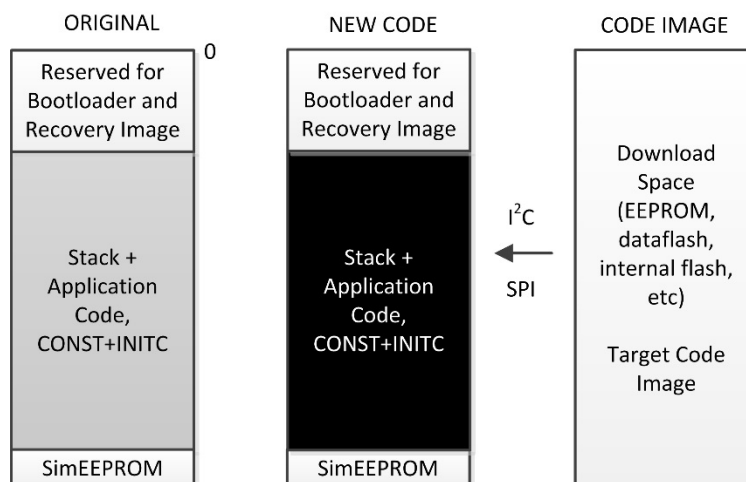 ORIGINAL
0
Reserved for
Bootloader and
Recovery Image
Stack +
Application
Code,
CONST+INITC
SimEEPROM
NEW CODE
Reserved for
Bootloader and
Recovery Image
Stack +
Application
Code,
CONST+INITC
SimEEPROM
I²C
SPI
CODE IMAGE
Download
Space
(EEPROM,
dataflash,
internal flash,
etc)
Target Code
Image